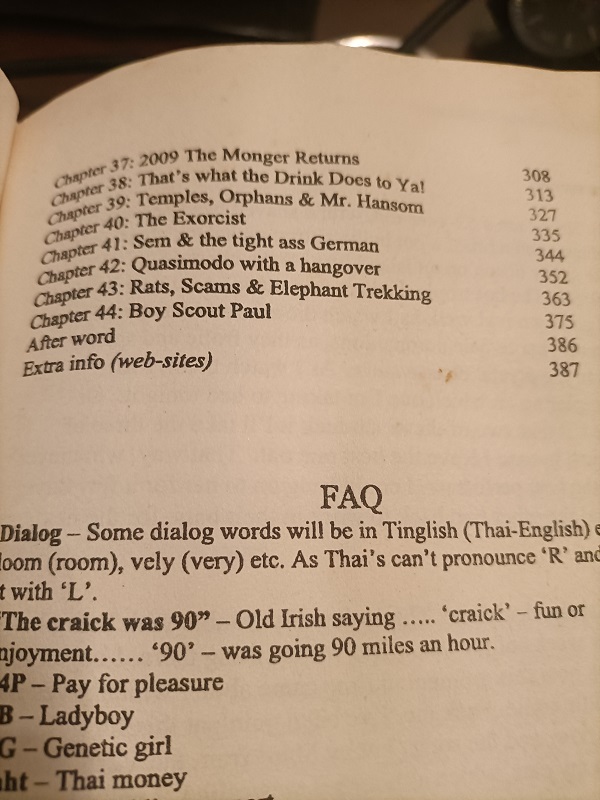 Chapter 37: 2009 The Monger Returns 308
Chapter 38: That's what the Drink Does to Ya! 313
Chapter 39: Temples, Orphans & Mr. Hansom 327
Chapter 40: The Exorcist 335
Chapter 41: Sem & the tight ass German 344
Chapter 42: Quasimodo with a hangover 352
Chapter 43: Rats, Scams & Elephant Trekking 363
Chapter 44: Boy Scout Paul 375
After word 386
Extra info (web-sites) 387
FAQ
Dialog – Some dialog words will be in Tinglish (Thai-English) e
loom (room), vely (very) etc. As Thai's can't pronounce 'R' and
t with 'L'.
"The craick was 90" – Old Irish saying ..... 'craick' – fun or
njoyment...... '90' – was going 90 miles an hour.
4P – Pay for pleasure
B – Ladyboy
G – Genetic girl
aht – Thai money